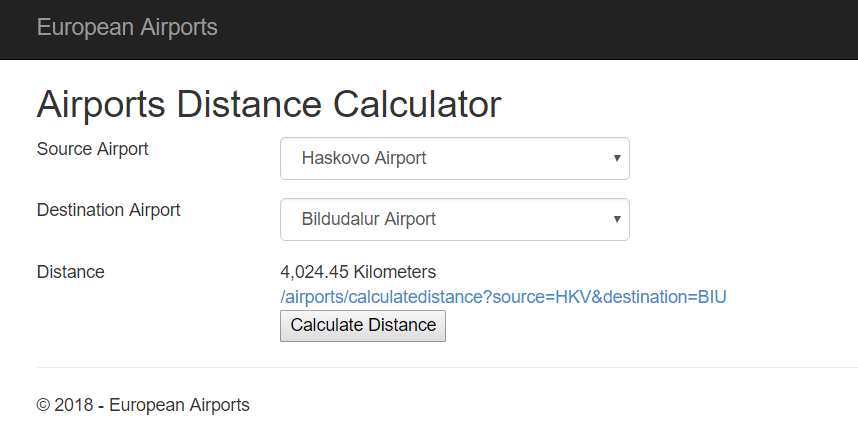 European Airports
Airports Distance Calculator
Source Airport
Haskovo Airport
Destination Airport
Bildudalur Airport
Distance
4,024.45 Kilometers
/airports/calculatedistance?source=HKV&destination=BIU
Calculate Distance
© 2018 - European Airports